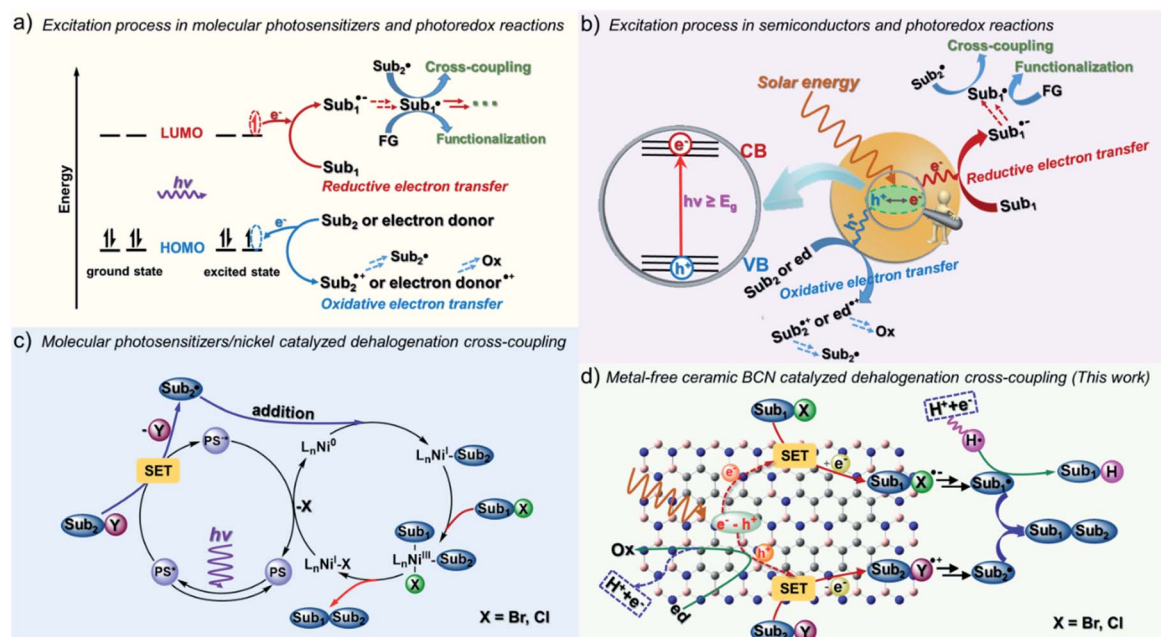 a) Excitation process in molecular photosensitizers and photoredox reactions
Energy
LUMO
HOMO
hν
ground state
excited state
e-
Sub1•-
Sub2•
Cross-coupling
Sub1•
FG
Functionalization
Sub1
Reductive electron transfer
e-
Sub2 or electron donor
Sub2•
Ox
Sub2•+ or electron donor•+
Oxidative electron transfer
b) Excitation process in semiconductors and photoredox reactions
Solar energy
e-
CB
hν ≥ Eg
h+
VB
Cross-coupling
Sub2•
Functionalization
Sub1•
FG
Sub1•-
e-
Reductive electron transfer
Sub1
h+
e-
h+
Sub2 or ed
Oxidative electron transfer
Sub2•+ or ed•+
Ox
Sub2•
c) Molecular photosensitizers/nickel catalyzed dehalogenation cross-coupling
Sub2•
addition
-Y
SET
PS•-
LnNi0
LnNiI-Sub2
Sub2 Y
-X
Sub1 X
hν
Sub1
LnNiIII-Sub2
X
PS*
PS
LnNiI-X
Sub1 Sub2
X = Br, Cl
d) Metal-free ceramic BCN catalyzed dehalogenation cross-coupling (This work)
Sub1 X
H++e-
H•
SET
+ e-
e-
Sub1 X •-
Sub1•
Sub1 H
e- - h+
Sub1 Sub2
Ox
h+
H++e-
ed
SET
- e-
Sub2 Y •+
Sub2•
Sub2 Y
X = Br, Cl